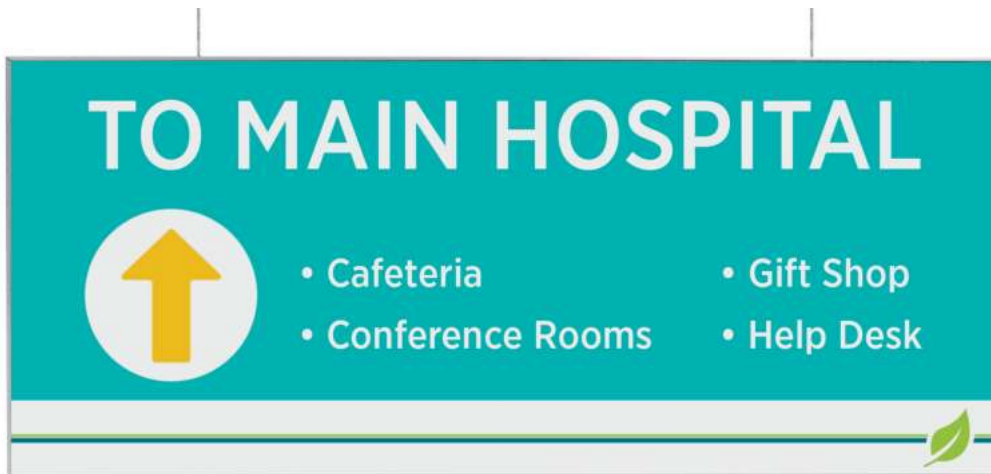 TO MAIN HOSPITAL
• Cafeteria
• Conference Rooms
• Gift Shop
• Help Desk